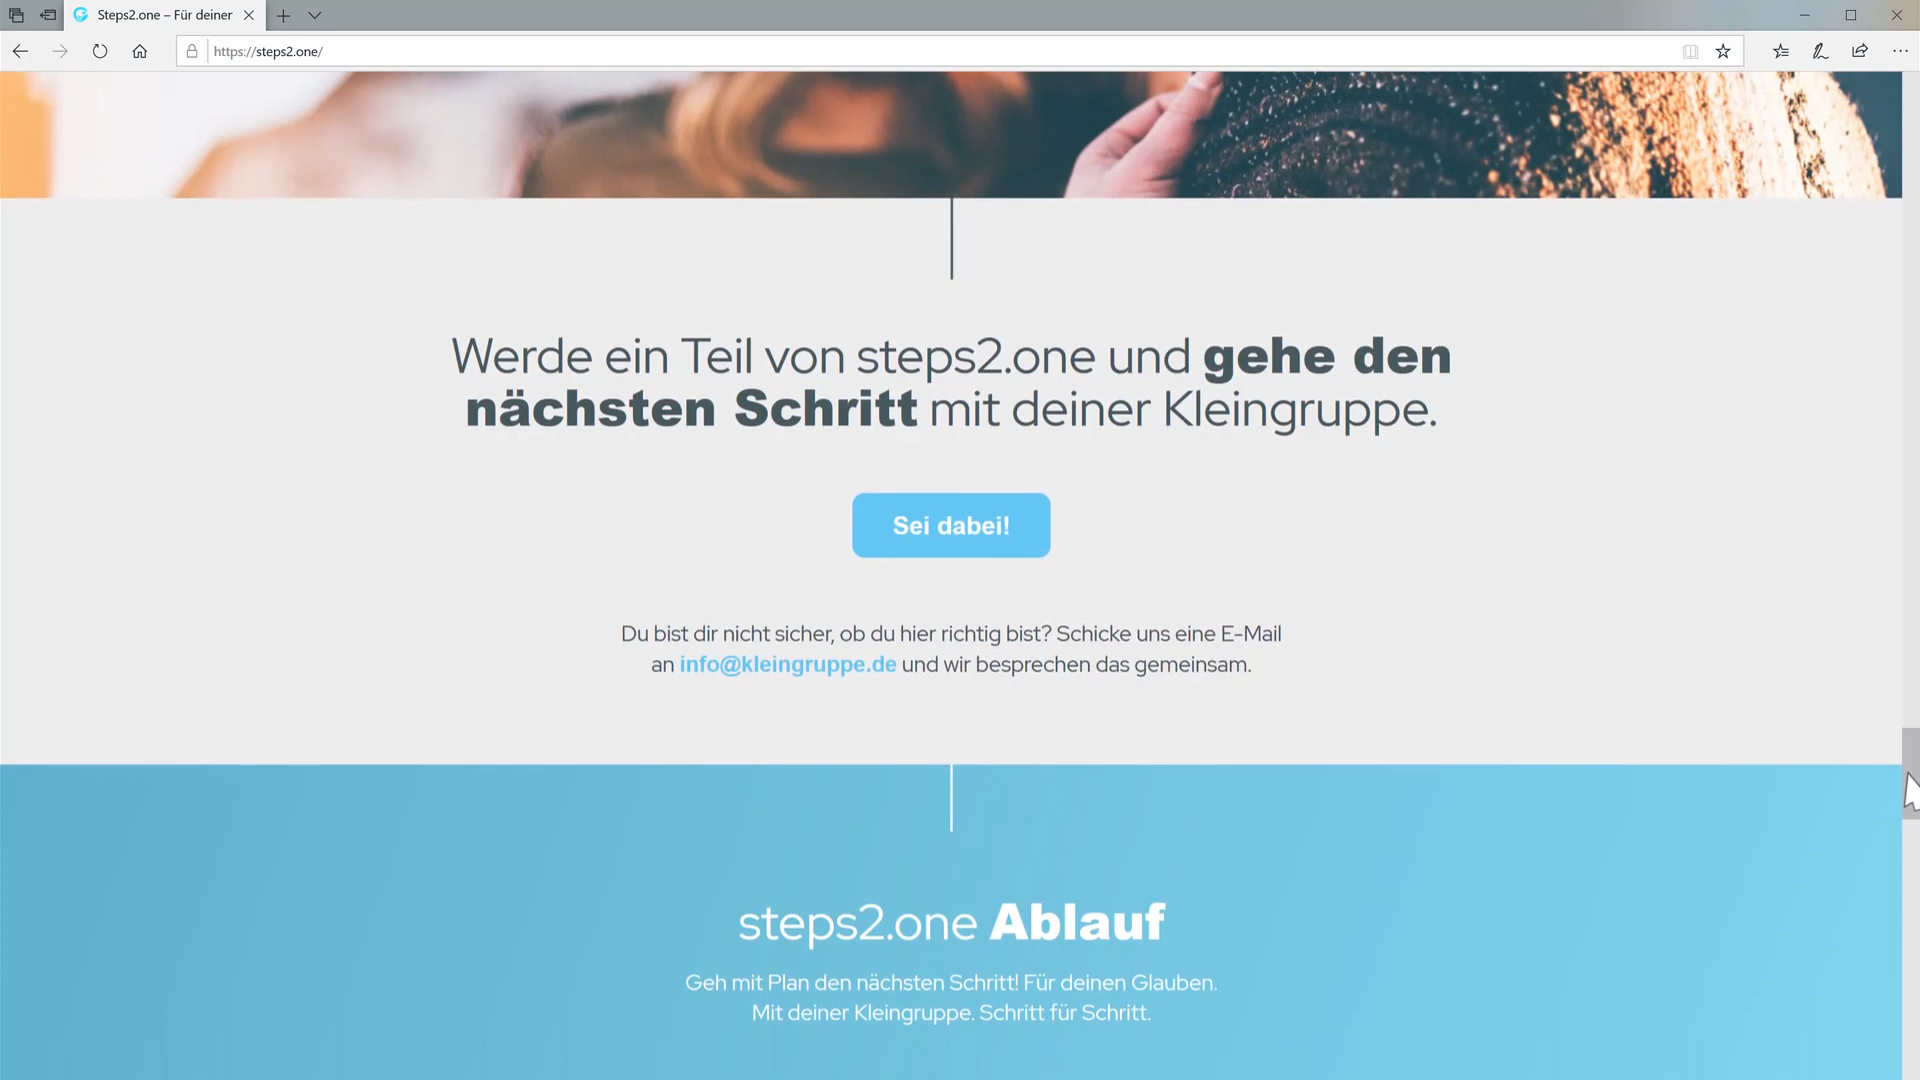 Steps2.one – Für deiner
https://steps2.one/
Werde ein Teil von steps2.one und gehe den
nächsten Schritt mit deiner Kleingruppe.
Sei dabei!
Du bist dir nicht sicher, ob du hier richtig bist? Schicke uns eine E-Mail
an info@kleingruppe.de und wir besprechen das gemeinsam.
steps2.one Ablauf
Geh mit Plan den nächsten Schritt! Für deinen Glauben.
Mit deiner Kleingruppe. Schritt für Schritt.